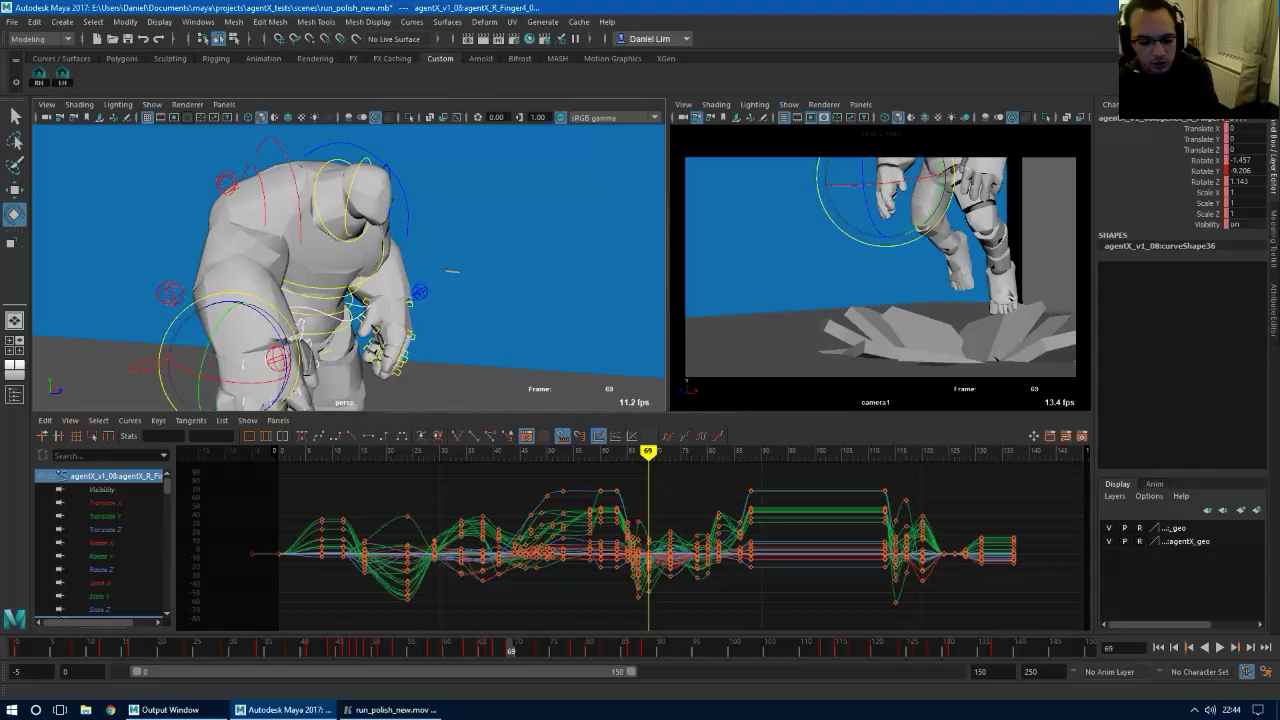 Autodesk Maya 2017: E:\Users\Daniel\Documents\maya\projects\agentX_tests\scenes\run_polish_new.mb* --- agentX_v1_08:agentX_R_Finger4_0...
File Edit Create Select Modify Display Windows Mesh Edit Mesh Mesh Tools Mesh Display Curves Surfaces Deform UV Generate Cache Help
Modeling No Live Surface Daniel Lim
Curves / Surfaces Polygons Sculpting Rigging Animation Rendering FX FX Caching Custom Arnold Bifrost MASH Motion Graphics XGen
RH LH
View Shading Lighting Show Renderer Panels
0.00 1.00 sRGB gamma
Frame: 69
persp
11.2 fps
View Shading Lighting Show Renderer Panels
Frame: 69
camera1
13.4 fps
Translate X 0
Translate Y 0
Translate Z 0
Rotate X -1.457
Rotate Y -9.206
Rotate Z 1.143
Scale X 1
Scale Y 1
Scale Z 1
Visibility on
SHAPES
agentX_v1_08:curveShape36
Modeling Toolkit
Attribute Editor
Display Anim
Layers Options Help
V P R ...:_geo
V P R ...:agentX_geo
Edit View Select Curves Keys Tangents List Show Panels
Stats
Search...
agentX_v1_08:agentX_R_Fing
Visibility
Translate X
Translate Y
Translate Z
Rotate X
Rotate Y
Rotate Z
Scale X
Scale Y
Scale Z
69
69
-5 0 0 150 150 250 No Anim Layer No Character Set
Output Window Autodesk Maya 2017: ... run_polish_new.mov ... 22:44